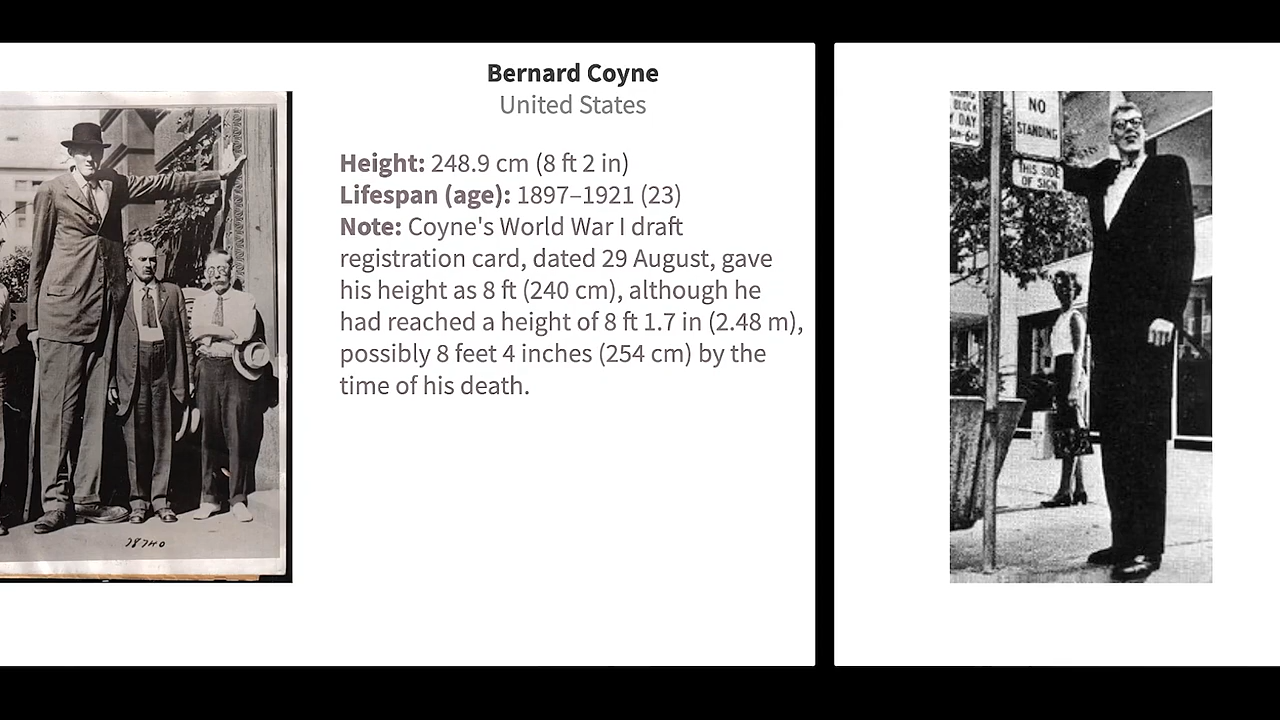 Bernard Coyne
United States
Height: 248.9 cm (8 ft 2 in)
Lifespan (age): 1897–1921 (23)
Note: Coyne's World War I draft
registration card, dated 29 August, gave
his height as 8 ft (240 cm), although he
had reached a height of 8 ft 1.7 in (2.48 m),
possibly 8 feet 4 inches (254 cm) by the
time of his death.
78740
BLOCK
DAY
NO
STANDING
THIS SIDE
OF SIGN